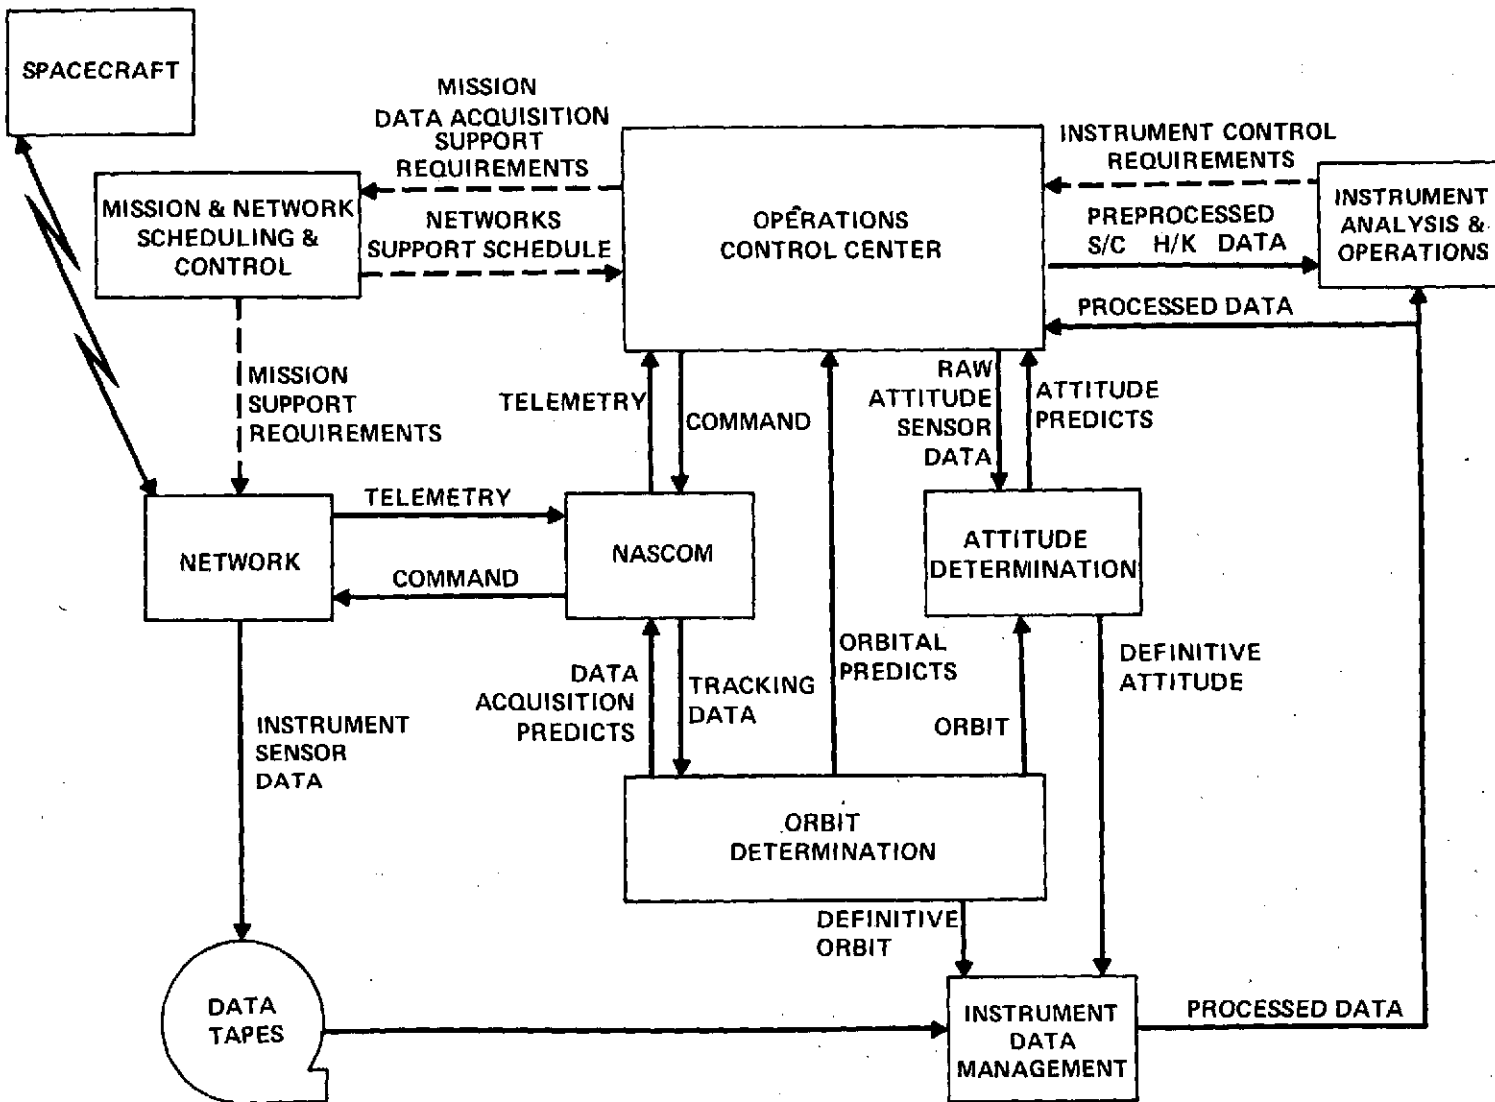 SPACECRAFT
MISSION
DATA ACQUISITION
SUPPORT
REQUIREMENTS
MISSION & NETWORK
SCHEDULING &
CONTROL
NETWORKS
SUPPORT SCHEDULE
OPERATIONS
CONTROL CENTER
INSTRUMENT CONTROL
REQUIREMENTS
PREPROCESSED
S/C H/K DATA
INSTRUMENT
ANALYSIS &
OPERATIONS
PROCESSED DATA
MISSION
SUPPORT
REQUIREMENTS
TELEMETRY
COMMAND
RAW
ATTITUDE
SENSOR
DATA
ATTITUDE
PREDICTS
TELEMETRY
NETWORK
COMMAND
NASCOM
ATTITUDE
DETERMINATION
INSTRUMENT
SENSOR
DATA
DATA
ACQUISITION
PREDICTS
TRACKING
DATA
ORBITAL
PREDICTS
ORBIT
DEFINITIVE
ATTITUDE
ORBIT
DETERMINATION
DEFINITIVE
ORBIT
DATA
TAPES
INSTRUMENT
DATA
MANAGEMENT
PROCESSED DATA